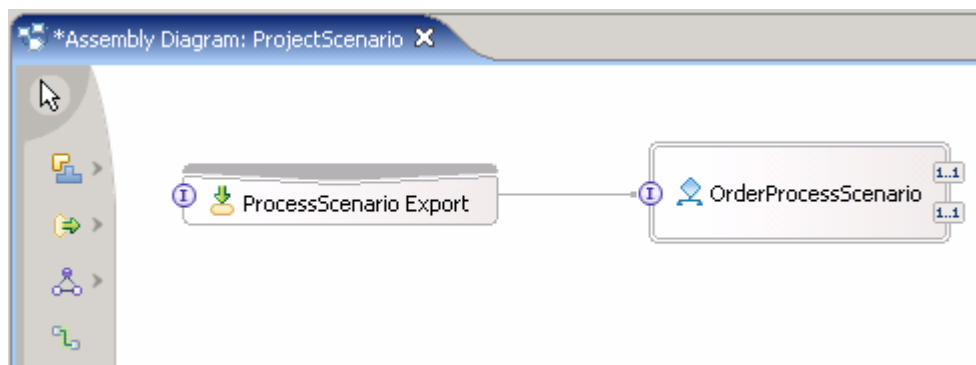 *Assembly Diagram: ProjectScenario
I
ProcessScenario Export
I
OrderProcessScenario
1..1
1..1